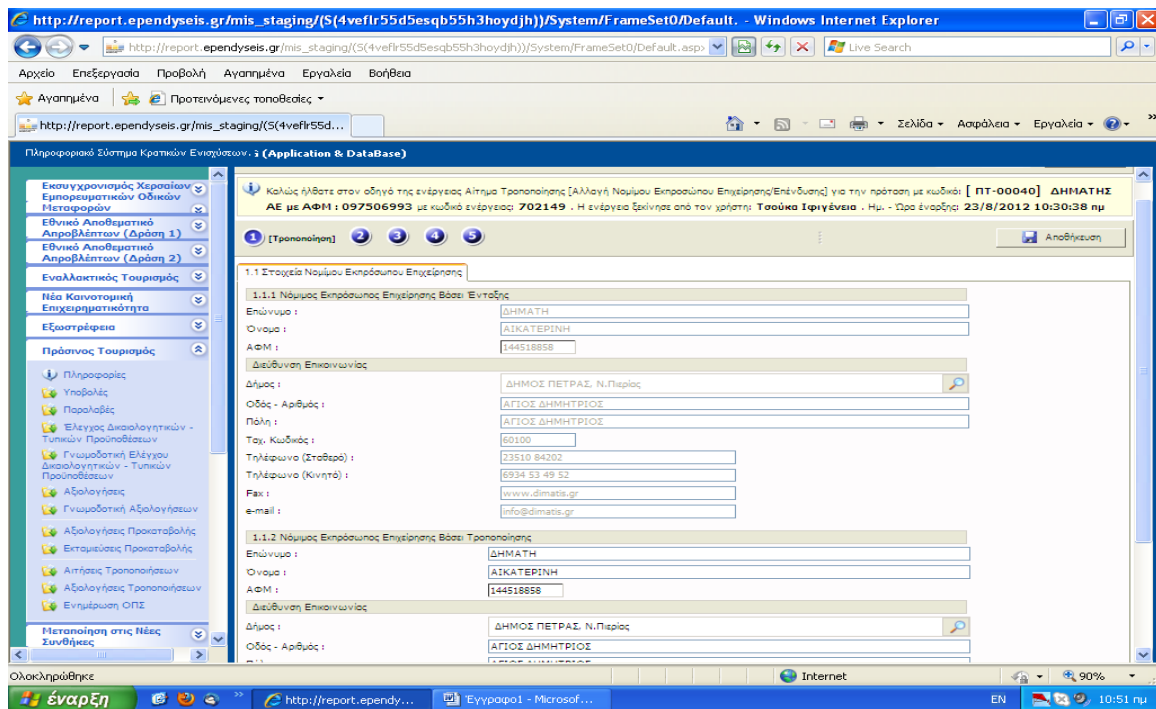 http://report.ependyseis.gr/mis_staging/(S(4veflr55d5esqb55h3hoydjh))/System/FrameSet0/Default. - Windows Internet Explorer
http://report.ependyseis.gr/mis_staging/(S(4veflr55d5esqb55h3hoydjh))/System/FrameSet0/Default.asp
Live Search
Αρχείο Επεξεργασία Προβολή Αγαπημένα Εργαλεία Βοήθεια
Αγαπημένα Προτεινόμενες τοποθεσίες
http://report.ependyseis.gr/mis_staging/(S(4veflr55d...
Σελίδα Ασφάλεια Εργαλεία
Πληροφοριακό Σύστημα Κρατικών Ενισχύσεων. (Application & DataBase)
Εκσυγχρονισμός Χερσαίων
Εμπορευματικών Οδικών
Μεταφορών
Εθνικό Αποθεματικό
Απροβλέπτων (Δράση 1)
Εθνικό Αποθεματικό
Απροβλέπτων (Δράση 2)
Εναλλακτικός Τουρισμός
Νέα Καινοτομική
Επιχειρηματικότητα
Εξωστρέφεια
Πράσινος Τουρισμός
Πληροφορίες
Υποβολές
Παραλαβές
Έλεγχος Δικαιολογητικών -
Τυπικών Προϋποθέσεων
Γνωμοδοτική Ελέγχου
Δικαιολογητικών - Τυπικών
Προϋποθέσεων
Αξιολογήσεις
Γνωμοδοτική Αξιολογήσεων
Αξιολογήσεις Προκαταβολής
Εκταμιεύσεις Προκαταβολής
Αιτήσεις Τροποποιήσεων
Αξιολογήσεις Τροποποιήσεων
Ενημέρωση ΟΠΣ
Μεταποίηση στις Νέες
Συνθήκες
Καλώς ήλθατε στον οδηγό της ενέργειας Αίτημα Τροποποίησης [Αλλαγή Νομίμου Εκπροσώπου Επιχείρησης/Επένδυσης] για την πρόταση με κωδικό: [ ΠΤ-00040] ΔΗΜΑΤΗΣ
ΑΕ με ΑΦΜ : 097506993 με κωδικό ενέργειας: 702149 . Η ενέργεια ξεκίνησε από τον χρήστη: Τσούκα Ιφιγένεια . Ημ. - Ώρα έναρξης: 23/8/2012 10:30:38 πμ
1 [Τροποποίηση] 2 3 4 5 Αποθήκευση
1.1 Στοιχεία Νομίμου Εκπρόσωπου Επιχείρησης
1.1.1 Νόμιμος Εκπρόσωπος Επιχείρησης Βάσει Ένταξης
Επώνυμο : ΔΗΜΑΤΗ
Όνομα : ΑΙΚΑΤΕΡΙΝΗ
ΑΦΜ : 144518858
Διεύθυνση Επικοινωνίας
Δήμος : ΔΗΜΟΣ ΠΕΤΡΑΣ, Ν.Πιερίας
Οδός - Αριθμός : ΑΓΙΟΣ ΔΗΜΗΤΡΙΟΣ
Πόλη : ΑΓΙΟΣ ΔΗΜΗΤΡΙΟΣ
Ταχ. Κωδικός : 60100
Τηλέφωνο (Σταθερό) : 23510 84202
Τηλέφωνο (Κινητό) : 6934 53 49 52
Fax : www.dimatis.gr
e-mail : info@dimatis.gr
1.1.2 Νόμιμος Εκπρόσωπος Επιχείρησης Βάσει Τροποποίησης
Επώνυμο : ΔΗΜΑΤΗ
Όνομα : ΑΙΚΑΤΕΡΙΝΗ
ΑΦΜ : 144518858
Διεύθυνση Επικοινωνίας
Δήμος : ΔΗΜΟΣ ΠΕΤΡΑΣ, Ν.Πιερίας
Οδός - Αριθμός : ΑΓΙΟΣ ΔΗΜΗΤΡΙΟΣ
Ολοκληρώθηκε Internet 90%
έναρξη http://report.ependy... Έγγραφο1 - Microsof... EN 10:51 πμ